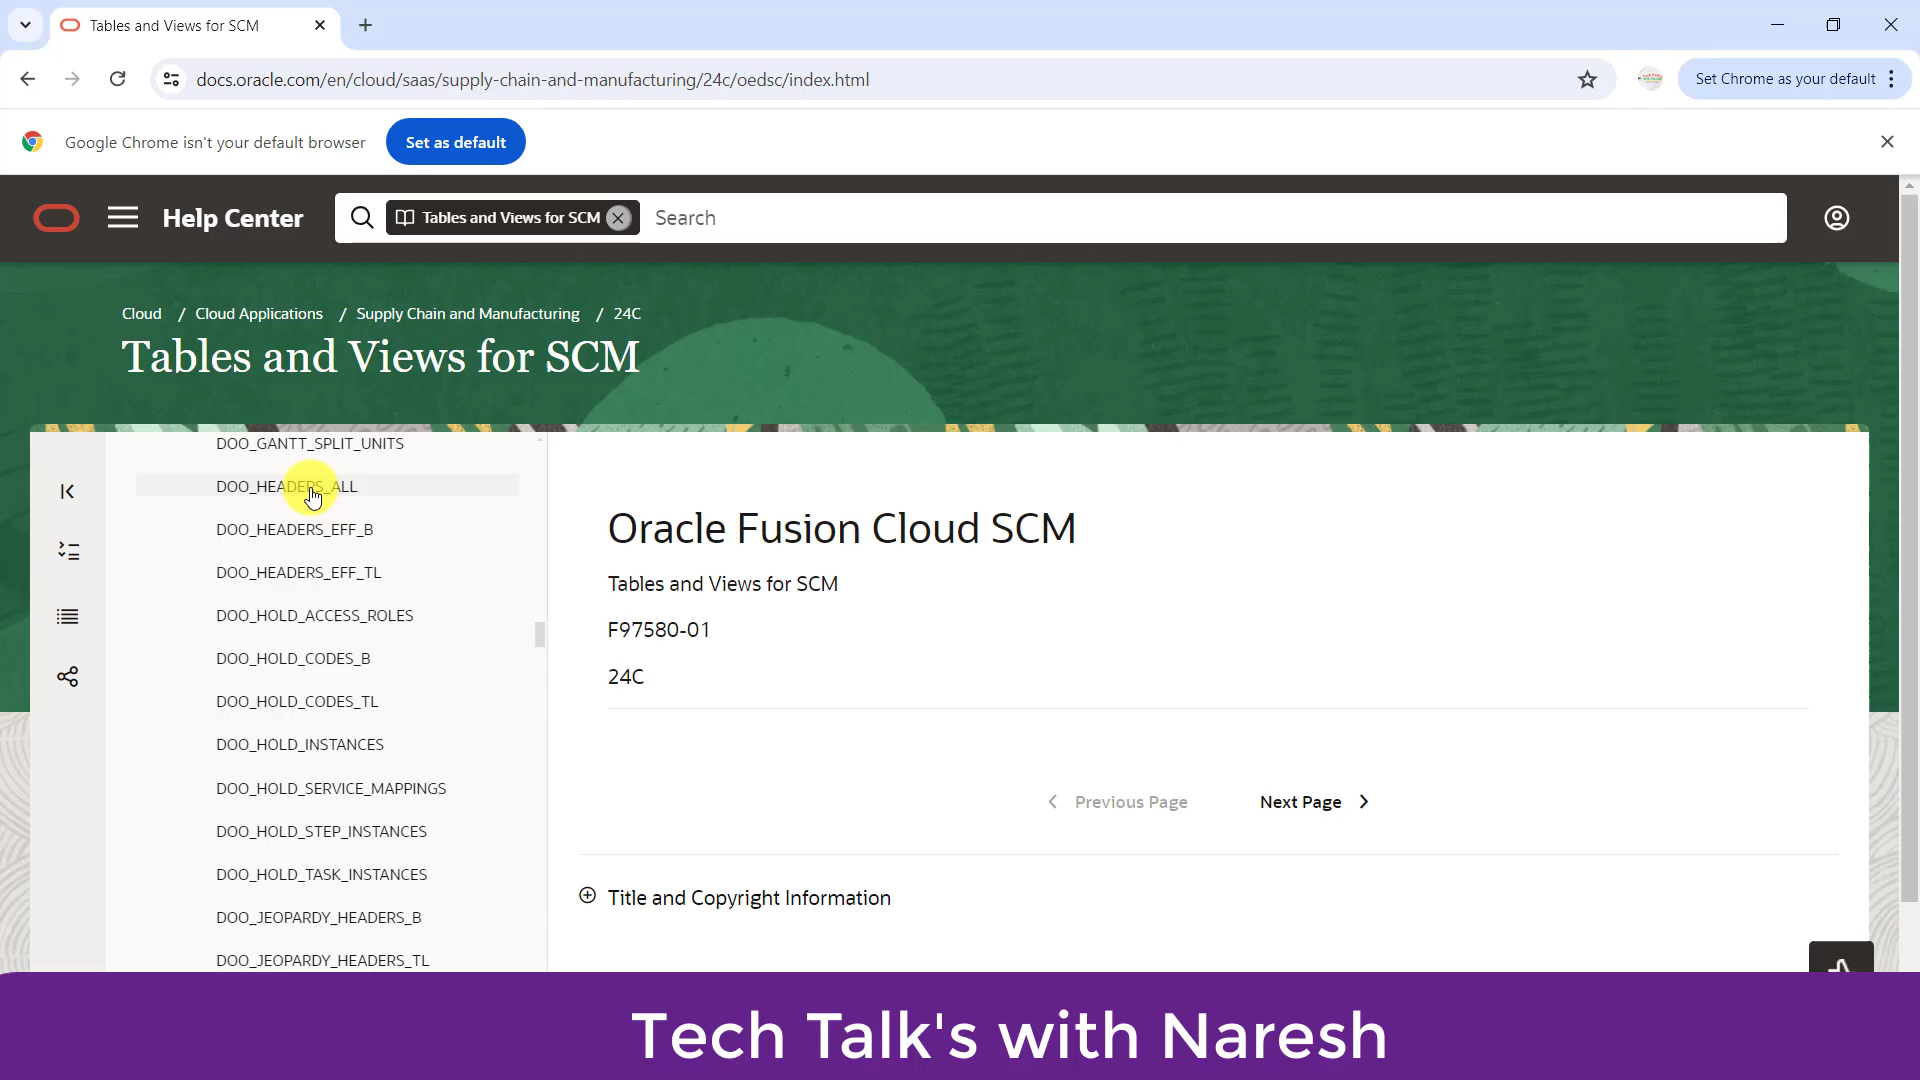 Tables and Views for SCM
docs.oracle.com/en/cloud/saas/supply-chain-and-manufacturing/24c/oedsc/index.html
Set Chrome as your default
Google Chrome isn't your default browser
Set as default
Help Center
Tables and Views for SCM
Search
Cloud / Cloud Applications / Supply Chain and Manufacturing / 24C
Tables and Views for SCM
DOO_GANTT_SPLIT_UNITS
DOO_HEADERS_ALL
DOO_HEADERS_EFF_B
DOO_HEADERS_EFF_TL
DOO_HOLD_ACCESS_ROLES
DOO_HOLD_CODES_B
DOO_HOLD_CODES_TL
DOO_HOLD_INSTANCES
DOO_HOLD_SERVICE_MAPPINGS
DOO_HOLD_STEP_INSTANCES
DOO_HOLD_TASK_INSTANCES
DOO_JEOPARDY_HEADERS_B
DOO_JEOPARDY_HEADERS_TL
Oracle Fusion Cloud SCM
Tables and Views for SCM
F97580-01
24C
Previous Page
Next Page
Title and Copyright Information
Tech Talk's with Naresh